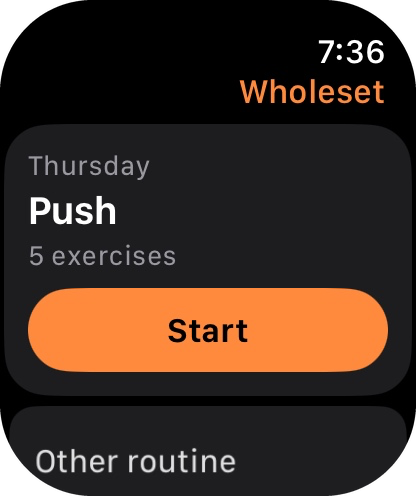 7:36
Wholeset
Thursday
Push
5 exercises
Start
Other routine